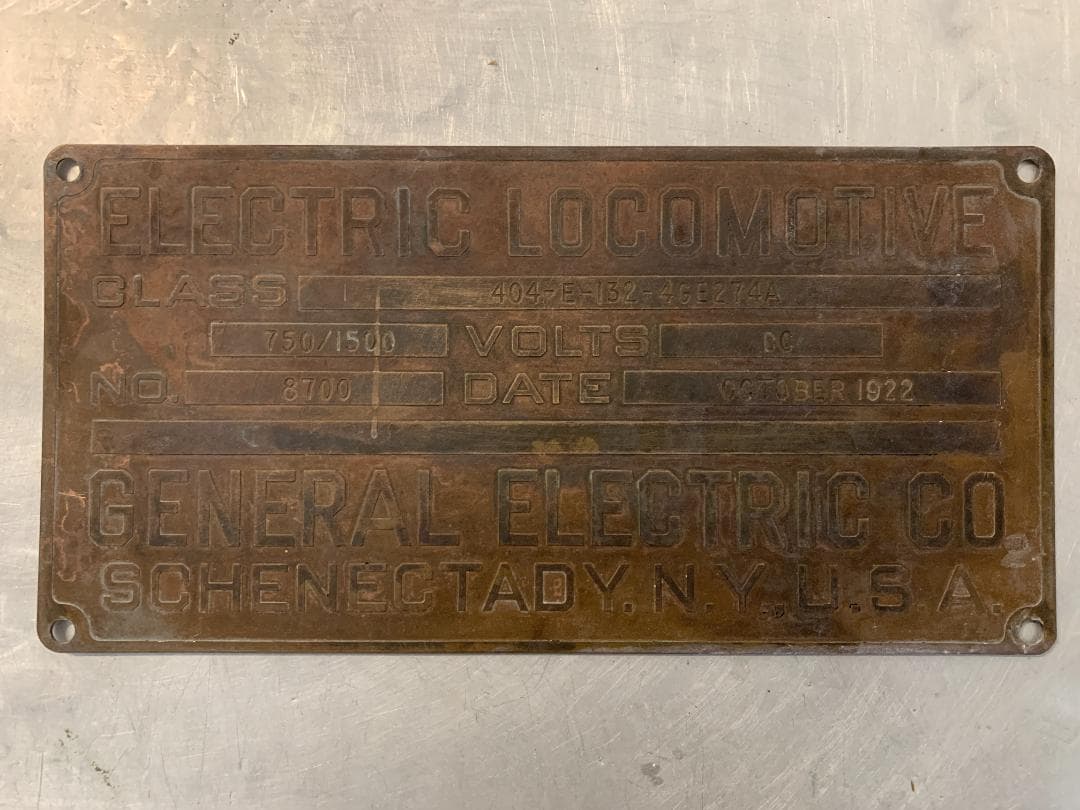 ELECTRIC LOCOMOTIVE
CLASS 404-E-132-4GE274A
750/1500 VOLTS DC
NO. 8700 DATE OCTOBER 1922
GENERAL ELECTRIC CO
SCHENECTADY, N.Y., U.S.A.